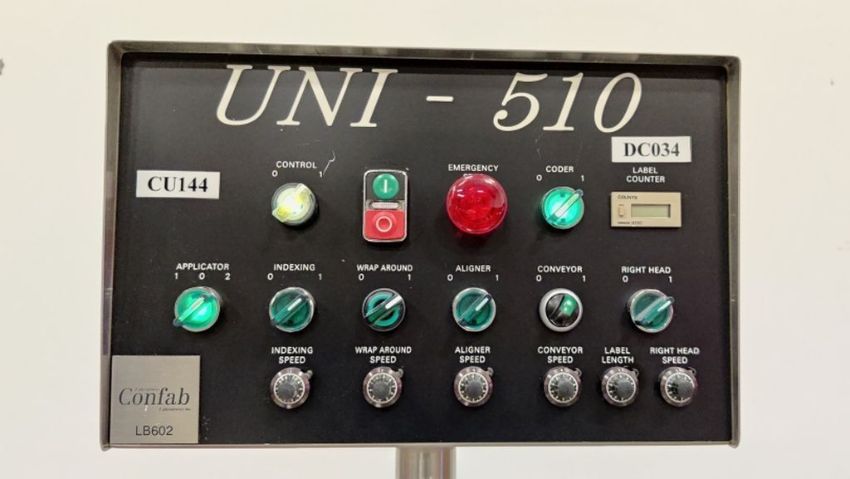 UNI - 510
DC034
CU144
CONTROL
0 1
EMERGENCY
CODER
0 1
LABEL
COUNTER
COUNTS
APPLICATOR
1 0 2
INDEXING
0 1
WRAP AROUND
0 1
ALIGNER
0 1
CONVEYOR
0 1
RIGHT HEAD
0 1
INDEXING
SPEED
WRAP AROUND
SPEED
ALIGNER
SPEED
CONVEYOR
SPEED
LABEL
LENGTH
RIGHT HEAD
SPEED
Confab
LB602